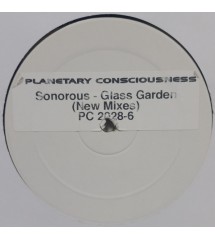 PLANETARY CONSCIOUSNESS
Sonorous - Glass Garden
(New Mixes)
PC 2028-6